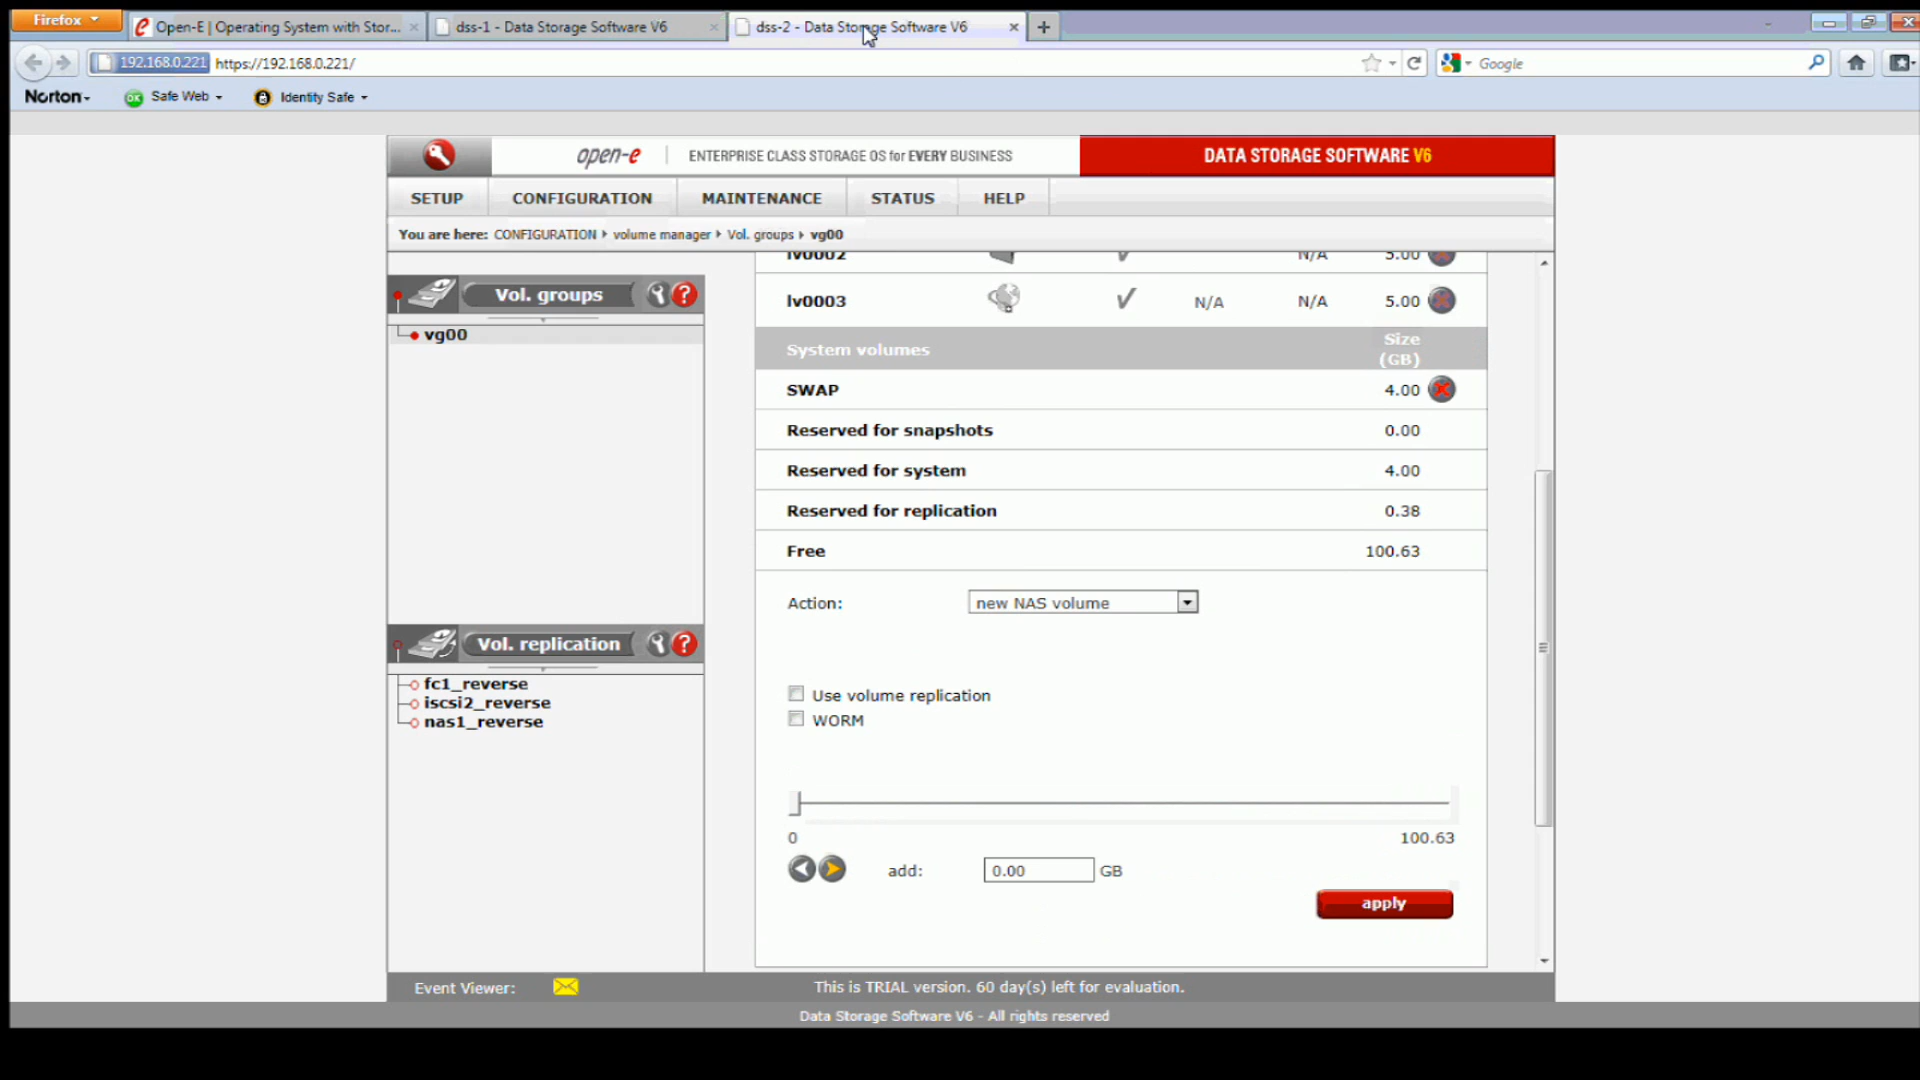 Firefox
Open-E | Operating System with Stor...
dss-1 - Data Storage Software V6
dss-2 - Data Storage Software V6
192.168.0.221 https://192.168.0.221/
Google
Norton
Safe Web
Identity Safe
open-e
ENTERPRISE CLASS STORAGE OS for EVERY BUSINESS
DATA STORAGE SOFTWARE V6
SETUP CONFIGURATION MAINTENANCE STATUS HELP
You are here: CONFIGURATION volume manager Vol. groups vg00
Vol. groups
vg00
Vol. replication
fc1_reverse
iscsi2_reverse
nas1_reverse
lv0002 N/A 5.00
lv0003 N/A N/A 5.00
System volumes Size (GB)
SWAP 4.00
Reserved for snapshots 0.00
Reserved for system 4.00
Reserved for replication 0.38
Free 100.63
Action: new NAS volume
Use volume replication
WORM
0 100.63
add: 0.00 GB
apply
Event Viewer: This is TRIAL version. 60 day(s) left for evaluation.
Data Storage Software V6 - All rights reserved